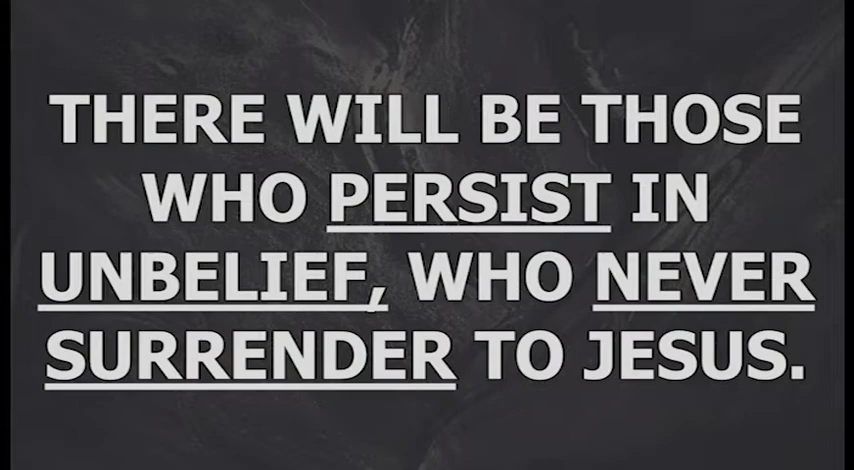 THERE WILL BE THOSE
WHO PERSIST IN
UNBELIEF, WHO NEVER
SURRENDER TO JESUS.